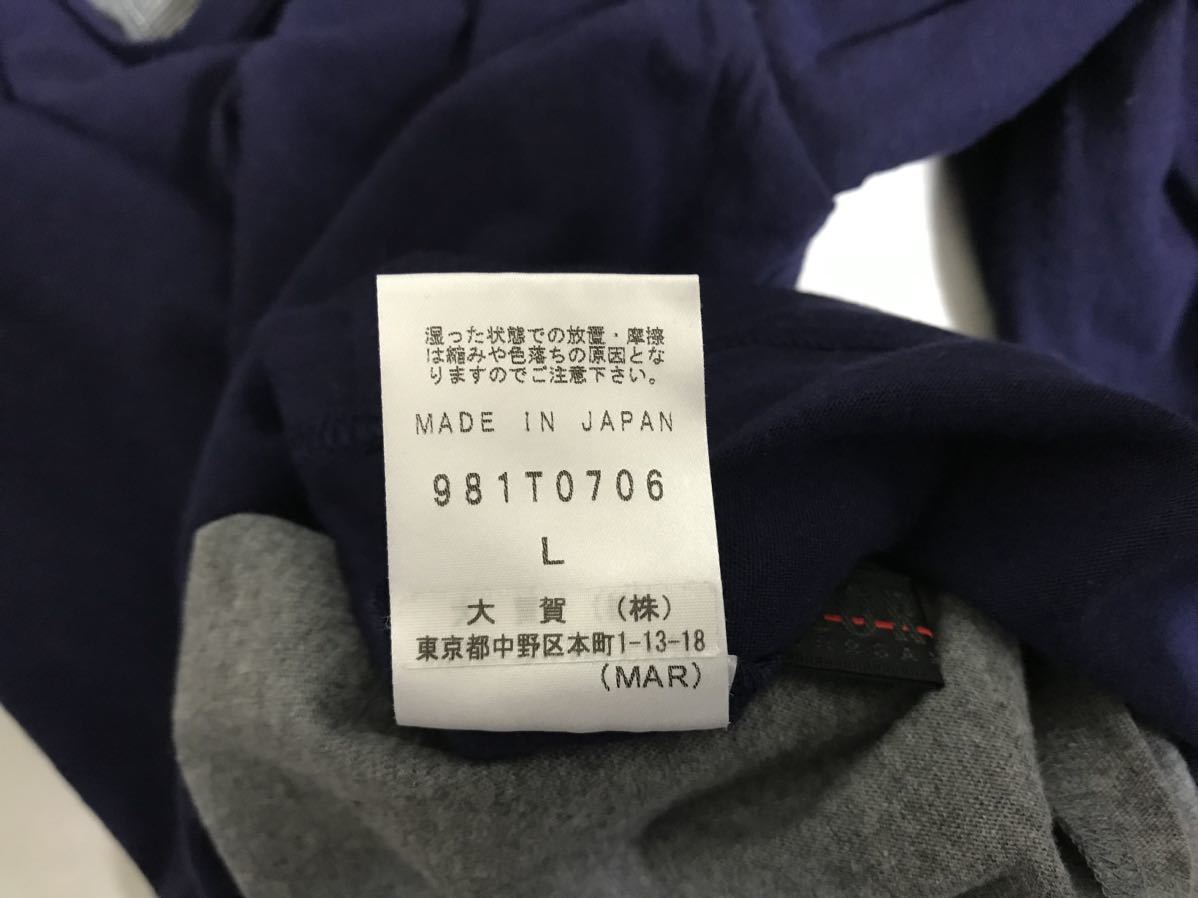 湿った状態での放置・摩擦
は縮みや色落ちの原因とな
りますのでご注意下さい。
MADE IN JAPAN
981T0706
L
大 賀 (株)
東京都中野区本町1-13-18
(MAR)